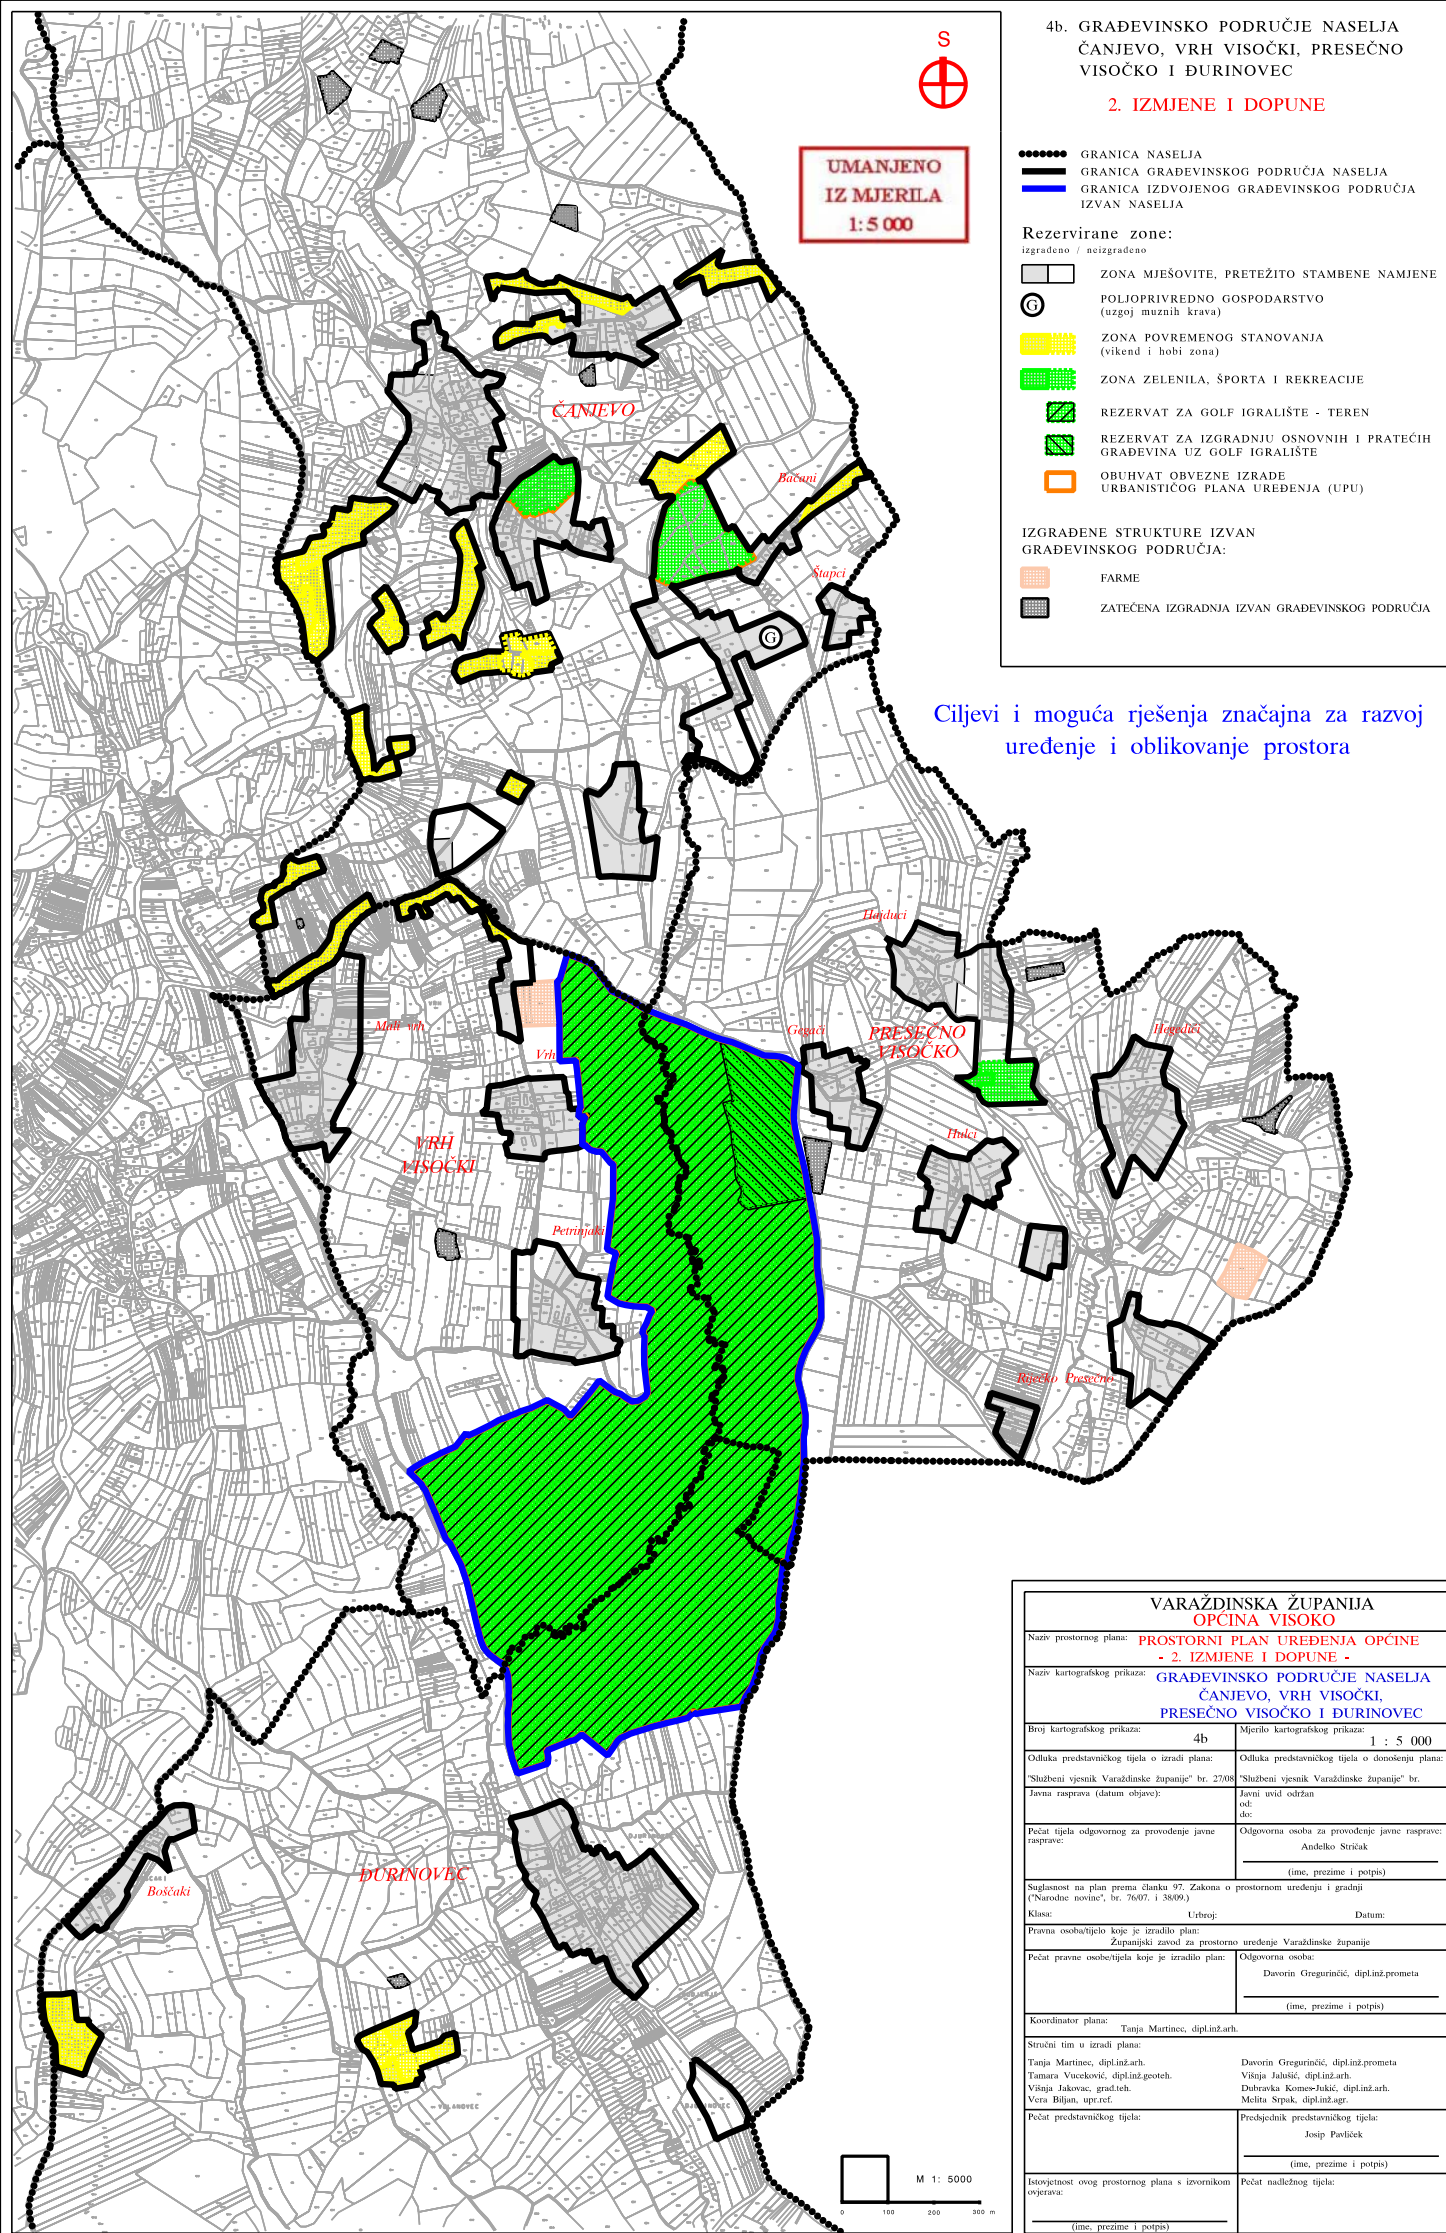 4b. GRAĐEVINSKO PODRUČJE NASELJA
ČANJEVO, VRH VISOČKI, PRESEČNO
VISOČKO I ĐURINOVEC
2. IZMJENE I DOPUNE
S
UMANJENO
IZ MJERILA
1: 5 000
GRANICA NASELJA
GRANICA GRAĐEVINSKOG PODRUČJA NASELJA
GRANICA IZDVOJENOG GRAĐEVINSKOG PODRUČJA
IZVAN NASELJA
Rezervirane zone:
izgrađeno / neizgrađeno
ZONA MJEŠOVITE, PRETEŽITO STAMBENE NAMJENE
G
POLJOPRIVREDNO GOSPODARSTVO
(uzgoj muznih krava)
ZONA POVREMENOG STANOVANJA
(vikend i hobi zona)
ZONA ZELENILA, ŠPORTA I REKREACIJE
REZERVAT ZA GOLF IGRALIŠTE - TEREN
REZERVAT ZA IZGRADNJU OSNOVNIH I PRATEĆIH
GRAĐEVINA UZ GOLF IGRALIŠTE
OBUHVAT OBVEZNE IZRADE
URBANISTIČOG PLANA UREĐENJA (UPU)
IZGRAĐENE STRUKTURE IZVAN
GRAĐEVINSKOG PODRUČJA:
FARME
ZATEČENA IZGRADNJA IZVAN GRAĐEVINSKOG PODRUČJA
Ciljevi i moguća rješenja značajna za razvoj
uređenje i oblikovanje prostora
ČANJEVO
Bačani
Štapci
G
Hajduci
Mali vrh
Vrh
Gegači
PRESEČNO
VISOČKO
Hegedići
VRH
VISOČKI
Hulci
Petrinjaki
Riječko Presečno
ĐURINOVEC
Boščaki
M 1: 5000
0 100 200 300 m
VARAŽDINSKA ŽUPANIJA
OPĆINA VISOKO
Naziv prostornog plana: PROSTORNI PLAN UREĐENJA OPĆINE
- 2. IZMJENE I DOPUNE -
Naziv kartografskog prikaza: GRAĐEVINSKO PODRUČJE NASELJA
ČANJEVO, VRH VISOČKI,
PRESEČNO VISOČKO I ĐURINOVEC
Broj kartografskog prikaza: 4b
Mjerilo kartografskog prikaza: 1 : 5 000
Odluka predstavničkog tijela o izradi plana:
"Službeni vjesnik Varaždinske županije" br. 27/08
Odluka predstavničkog tijela o donošenju plana:
"Službeni vjesnik Varaždinske županije" br.
Javna rasprava (datum objave):
Javni uvid održan
od:
do:
Pečat tijela odgovornog za provođenje javne
rasprave:
Odgovorna osoba za provođenje javne rasprave:
Anđelko Stričak
(ime, prezime i potpis)
Suglasnost na plan prema članku 97. Zakona o prostornom uređenju i gradnji
("Narodne novine", br. 76/07. i 38/09.)
Klasa: Urbroj: Datum:
Pravna osoba/tijelo koje je izradilo plan:
Županijski zavod za prostorno uređenje Varaždinske županije
Pečat pravne osobe/tijela koje je izradilo plan:
Odgovorna osoba:
Davorin Gregurinčić, dipl.inž.prometa
(ime, prezime i potpis)
Koordinator plana:
Tanja Martinec, dipl.inž.arh.
Stručni tim u izradi plana:
Tanja Martinec, dipl.inž.arh.
Tamara Vuceković, dipl.inž.geoteh.
Višnja Jakovac, građ.teh.
Vera Biljan, upr.ref.
Davorin Gregurinčić, dipl.inž.prometa
Višnja Jalušić, dipl.inž.arh.
Dubravka Komes-Jukić, dipl.inž.arh.
Melita Srpak, dipl.inž.agr.
Pečat predstavničkog tijela:
Predsjednik predstavničkog tijela:
Josip Pavliček
(ime, prezime i potpis)
Istovjetnost ovog prostornog plana s izvornikom
ovjerava:
(ime, prezime i potpis)
Pečat nadležnog tijela: